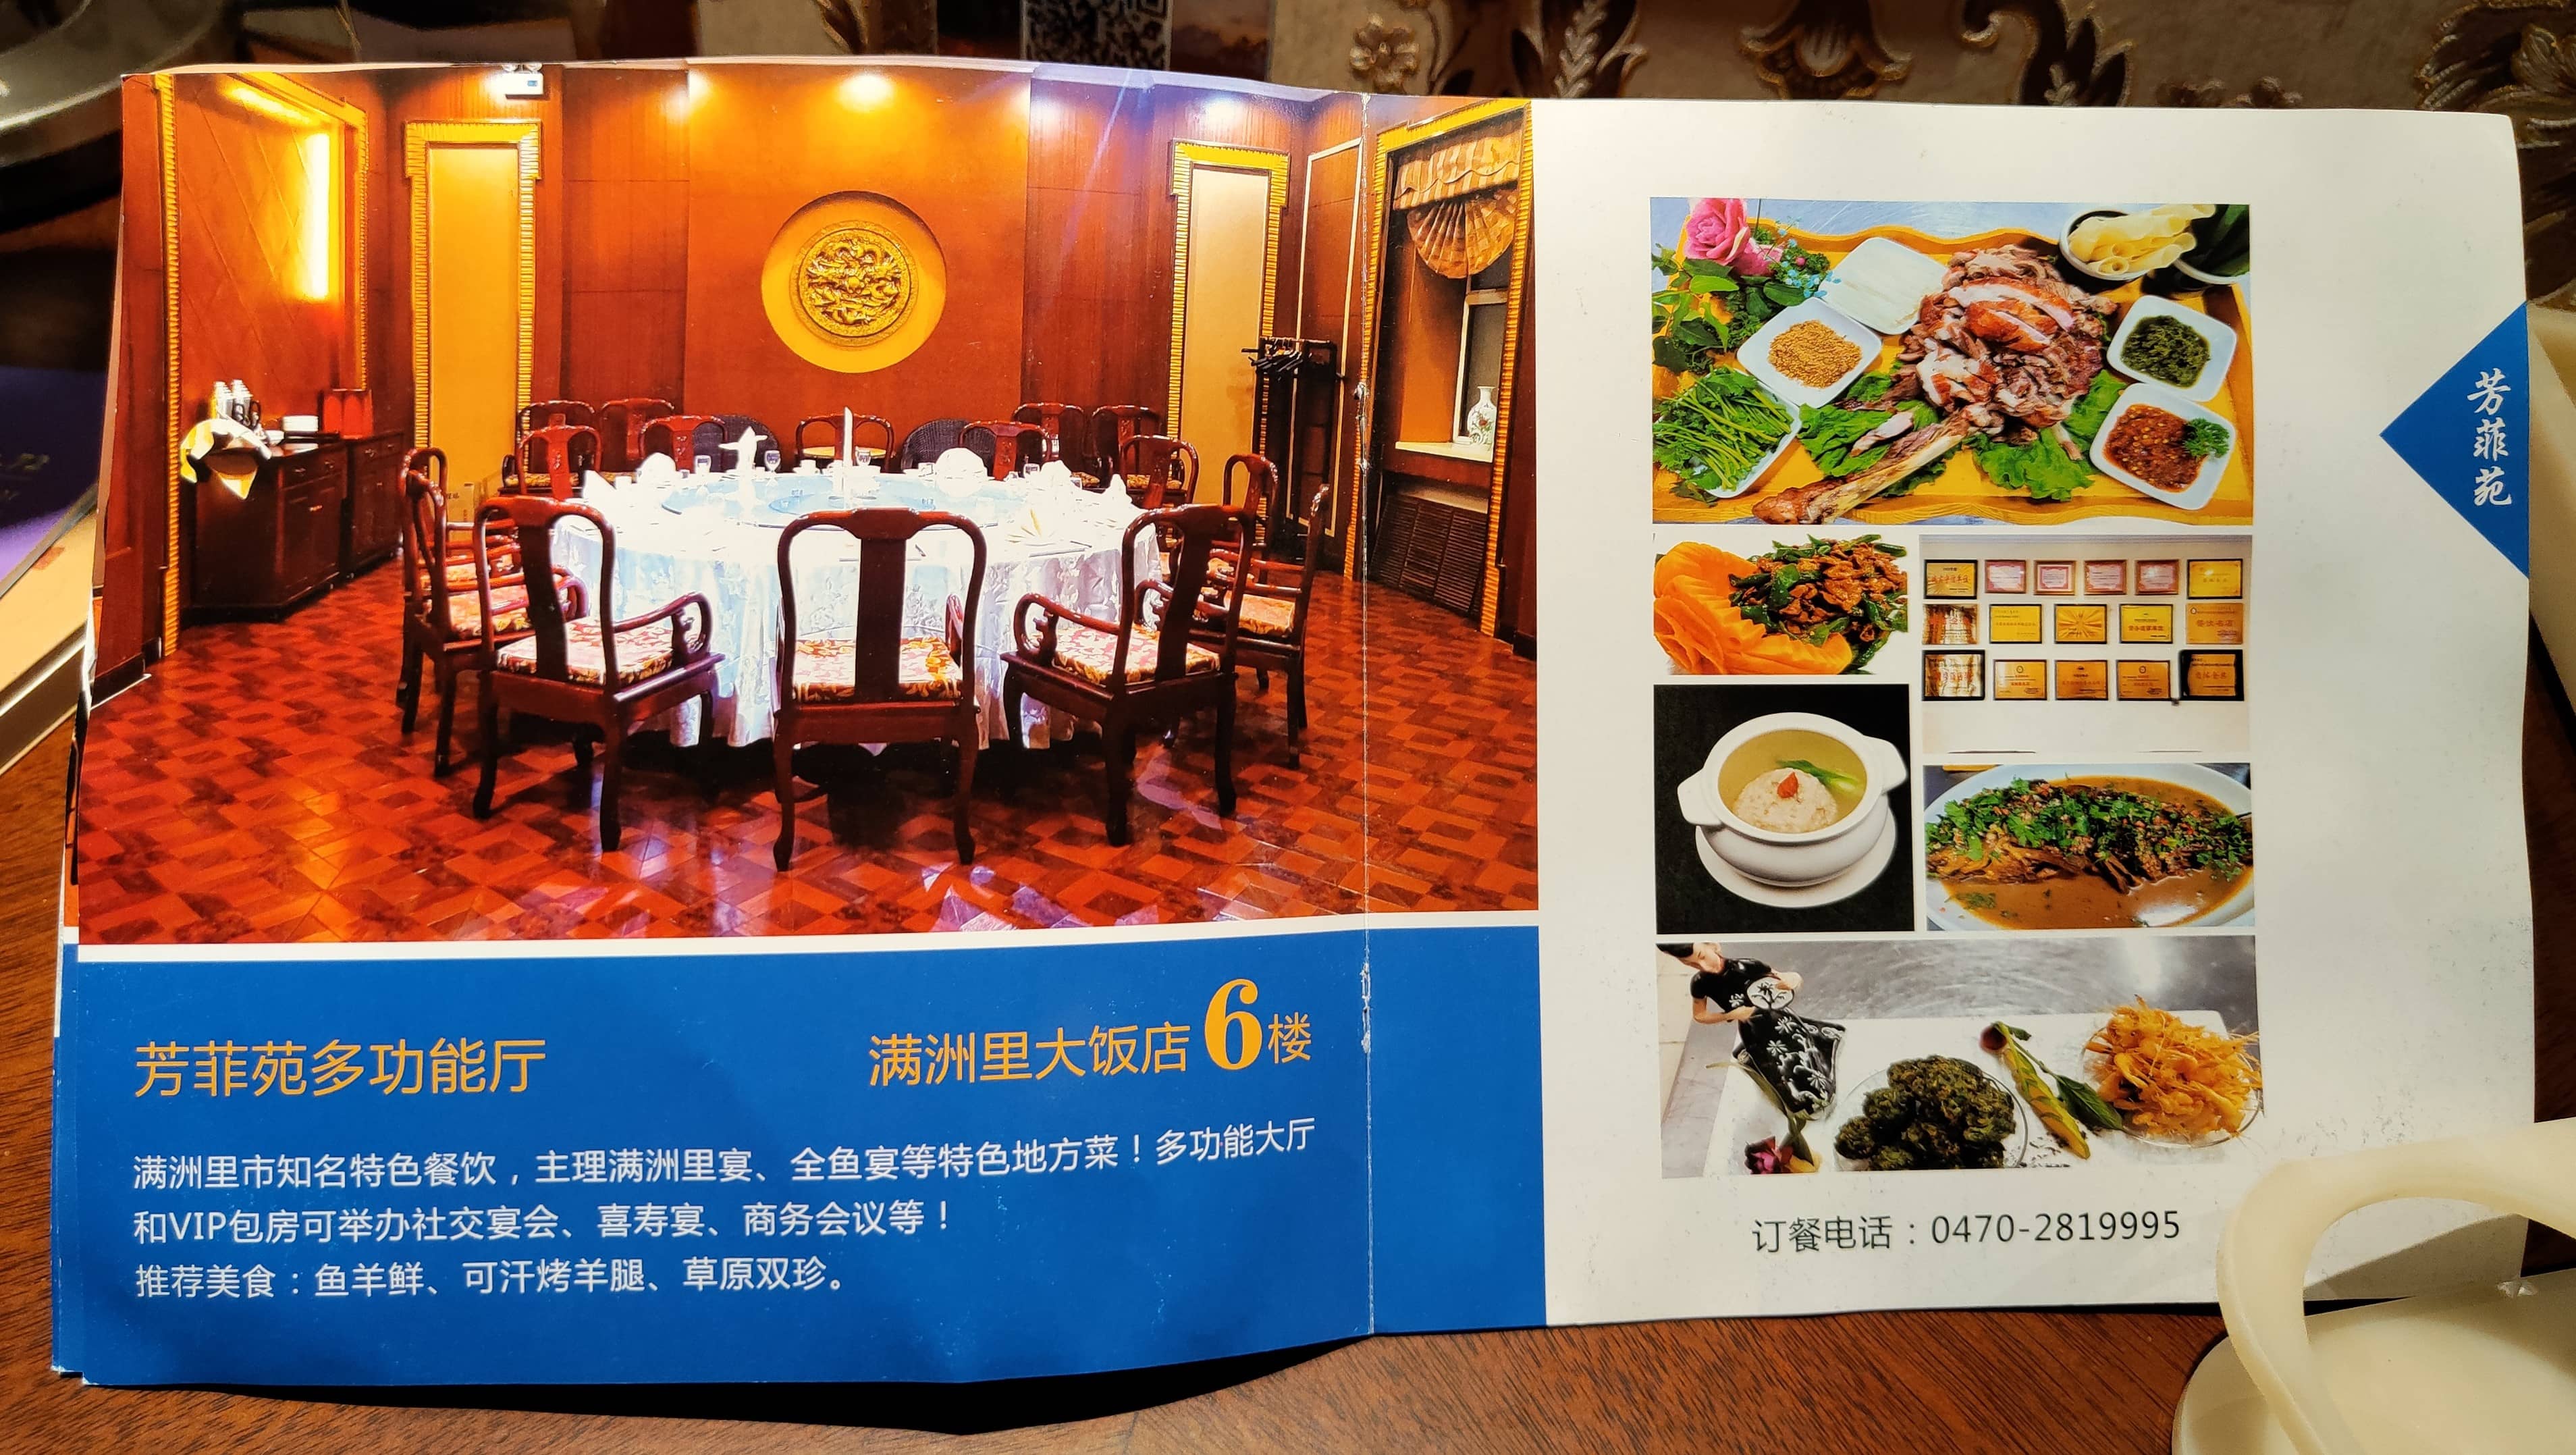 芳菲苑多功能厅
满洲里大饭店6楼
满洲里市知名特色餐饮，主理满洲里宴、全鱼宴等特色地方菜！多功能大厅
和VIP包房可举办社交宴会、喜寿宴、商务会议等！
推荐美食：鱼羊鲜、可汗烤羊腿、草原双珍。
芳菲苑
订餐电话：0470-2819995